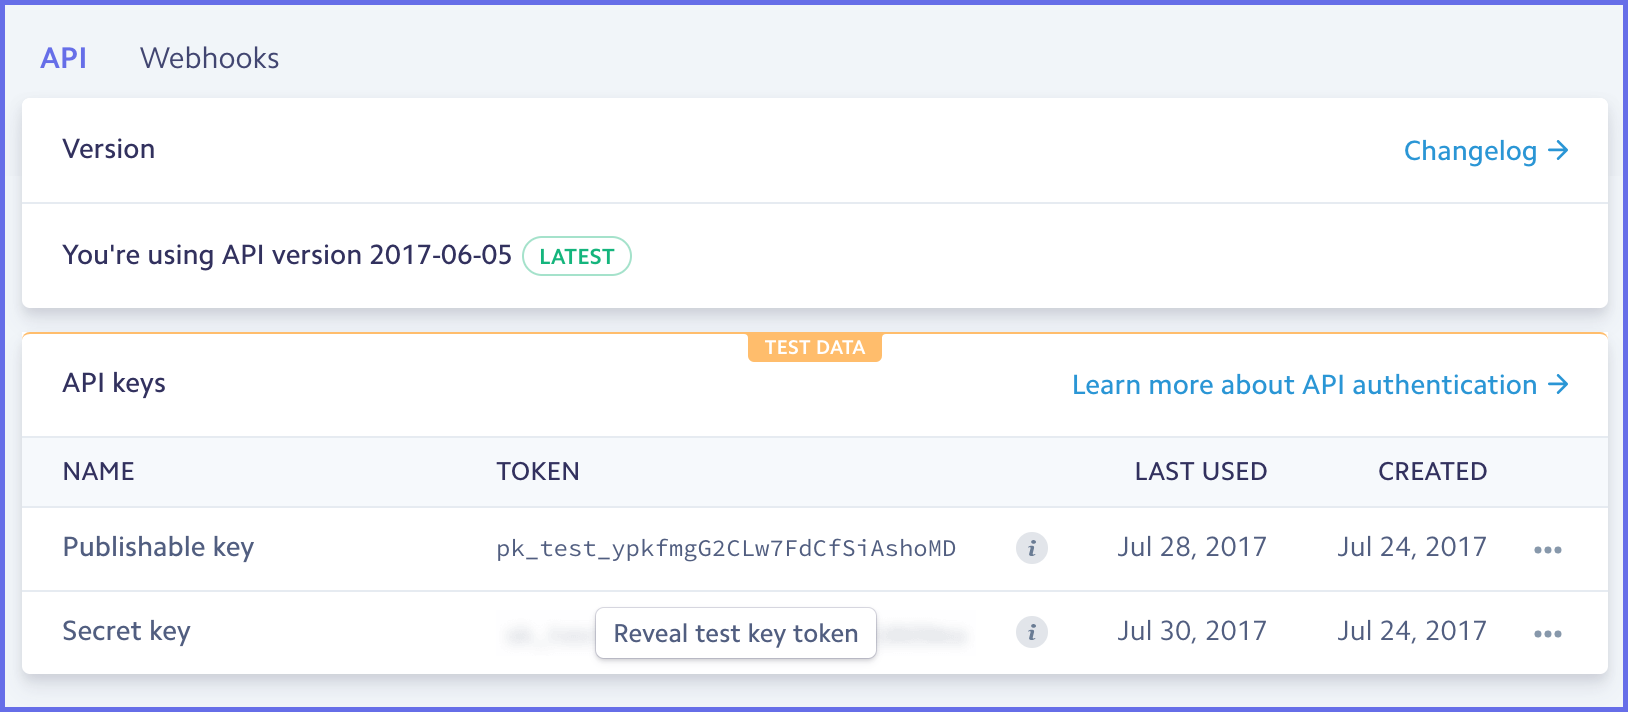 API Webhooks
Version Changelog →
You're using API version 2017-06-05 LATEST
TEST DATA
API keys Learn more about API authentication →
NAME TOKEN LAST USED CREATED
Publishable key pk_test_ypkfmgG2CLw7FdCfSiAshoMD i Jul 28, 2017 Jul 24, 2017 •••
Secret key Reveal test key token i Jul 30, 2017 Jul 24, 2017 •••